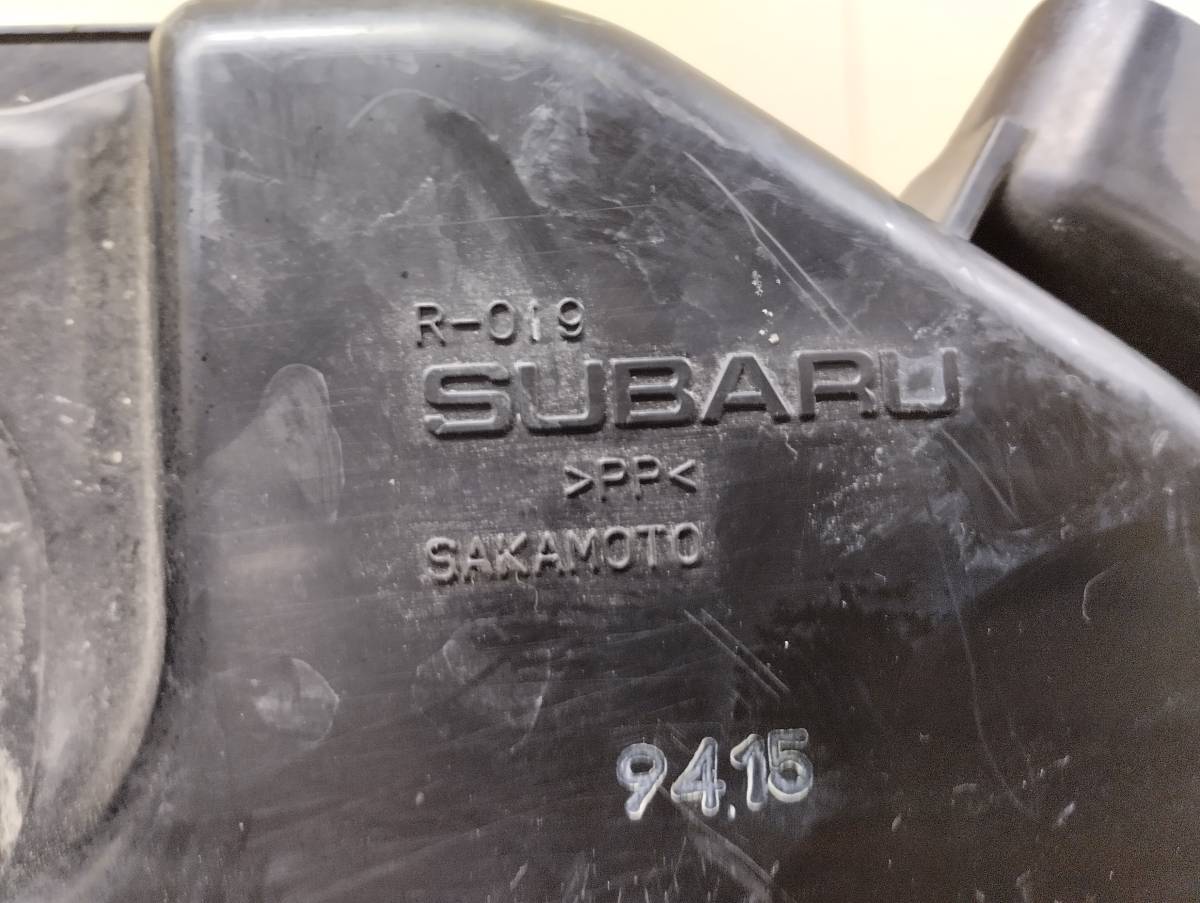 R-019
SUBARU
>PP<
SAKAMOTO
94.15